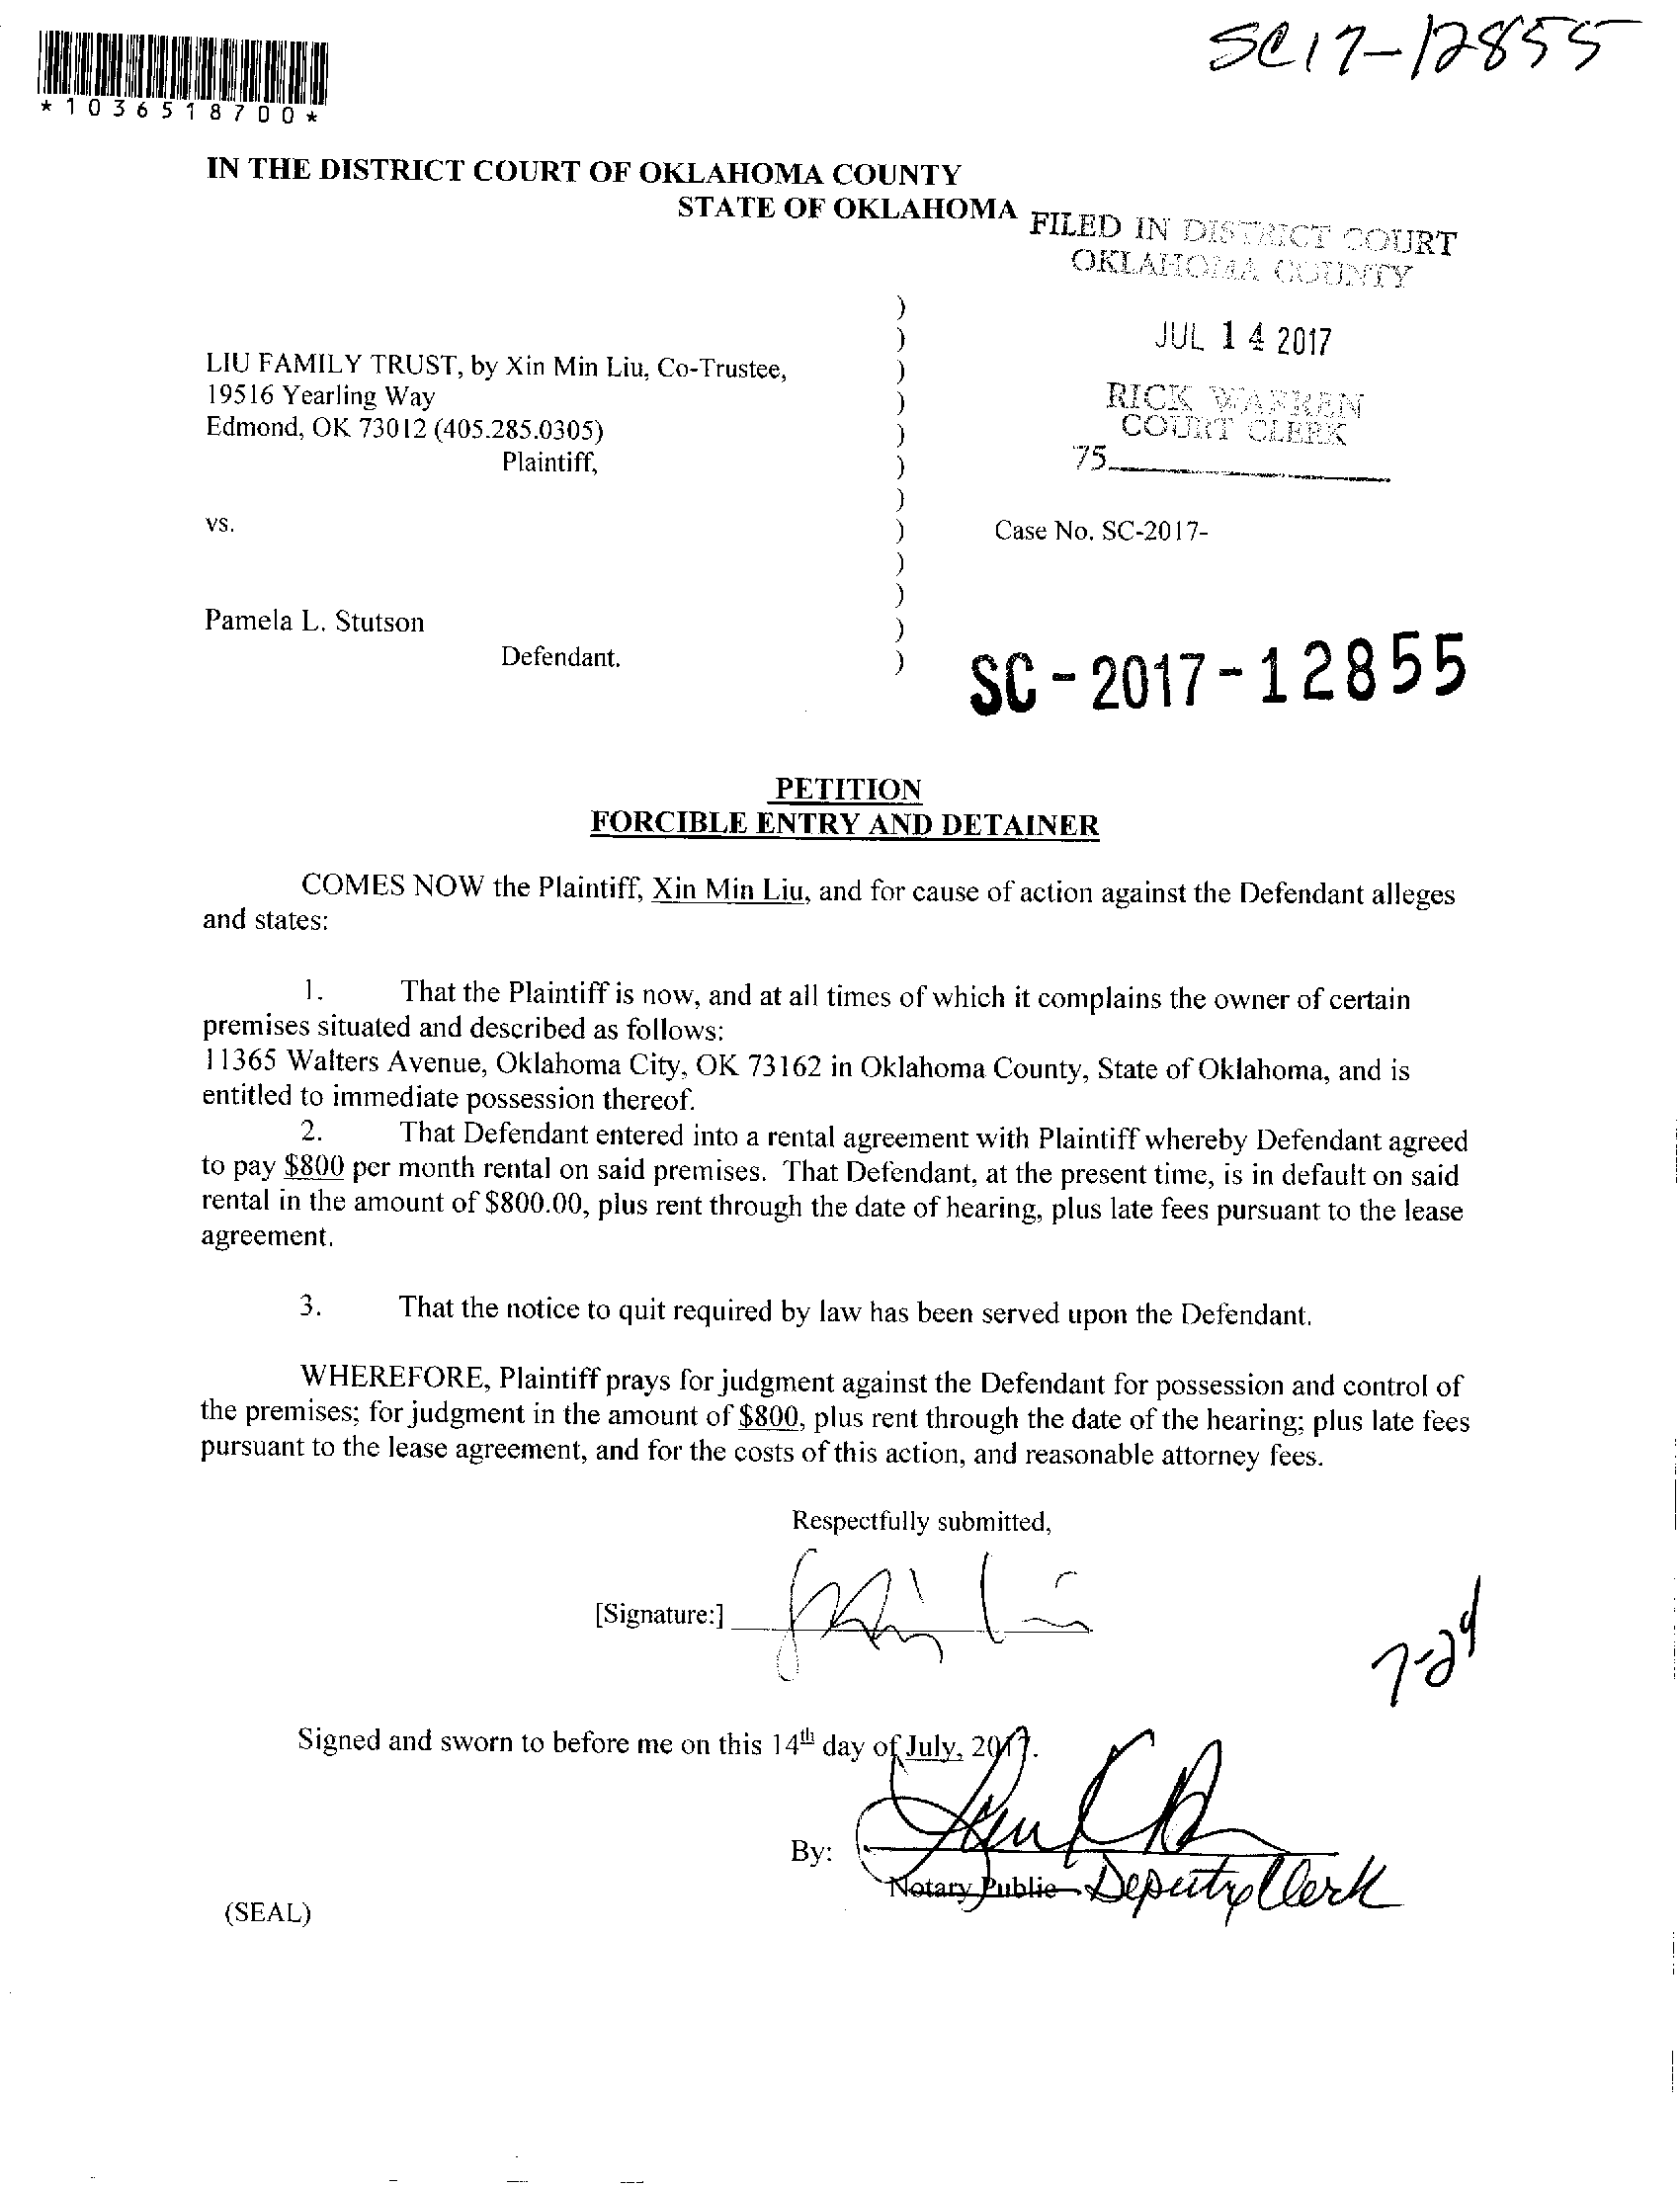 SC17-12855
*1036518700*
IN THE DISTRICT COURT OF OKLAHOMA COUNTY
STATE OF OKLAHOMA
FILED IN DISTRICT COURT
OKLAHOMA COUNTY
JUL 14 2017
RICK WARREN
COURT CLERK
75
LIU FAMILY TRUST, by Xin Min Liu, Co-Trustee,
19516 Yearling Way
Edmond, OK 73012 (405.285.0305)
Plaintiff,
vs.
Case No. SC-2017-
Pamela L. Stutson
Defendant.
SC-2017-12855
PETITION
FORCIBLE ENTRY AND DETAINER
COMES NOW the Plaintiff, Xin Min Liu, and for cause of action against the Defendant alleges
and states:
1. That the Plaintiff is now, and at all times of which it complains the owner of certain
premises situated and described as follows:
11365 Walters Avenue, Oklahoma City, OK 73162 in Oklahoma County, State of Oklahoma, and is
entitled to immediate possession thereof.
2. That Defendant entered into a rental agreement with Plaintiff whereby Defendant agreed
to pay $800 per month rental on said premises. That Defendant, at the present time, is in default on said
rental in the amount of $800.00, plus rent through the date of hearing, plus late fees pursuant to the lease
agreement.
3. That the notice to quit required by law has been served upon the Defendant.
WHEREFORE, Plaintiff prays for judgment against the Defendant for possession and control of
the premises; for judgment in the amount of $800, plus rent through the date of the hearing; plus late fees
pursuant to the lease agreement, and for the costs of this action, and reasonable attorney fees.
Respectfully submitted,
[Signature:]
7-24
Signed and sworn to before me on this 14th day of July, 2017.
By:
Notary Public Deputy Clerk
(SEAL)